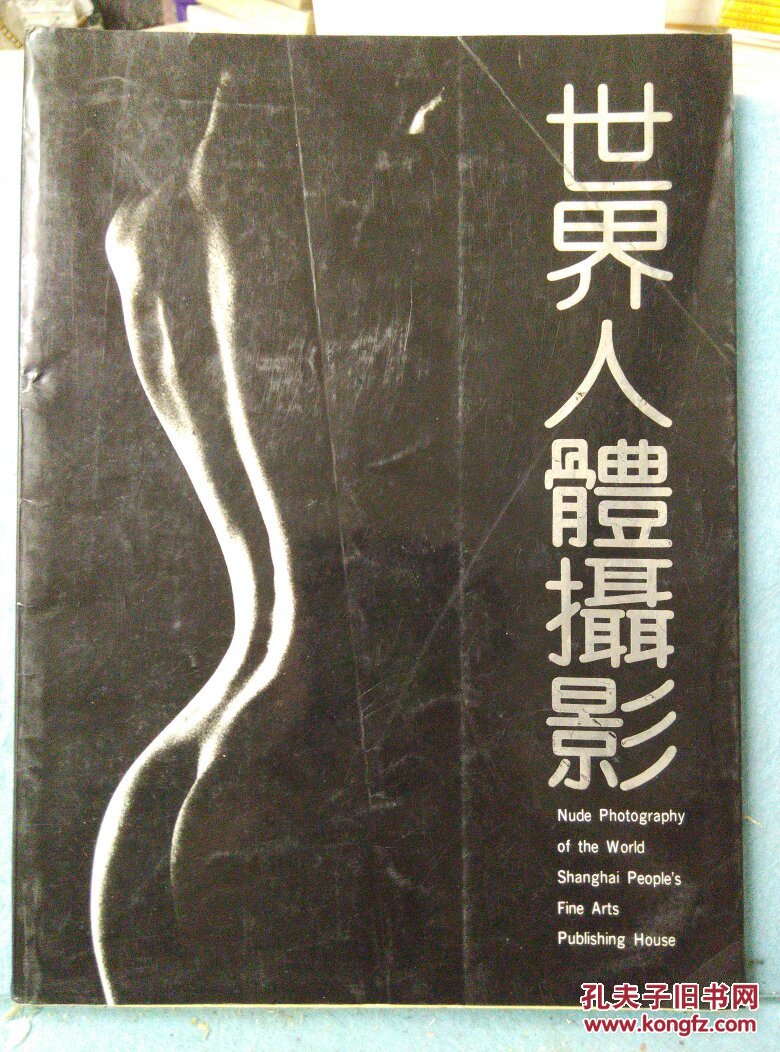 世界人體攝影
Nude Photography
of the World
Shanghai People's
Fine Arts
Publishing House
孔夫子旧书网
www.kongfz.com